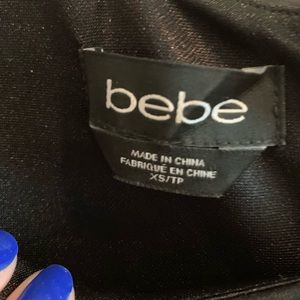 bebe
MADE IN CHINA
FABRIQUÉ EN CHINE
XS/TP